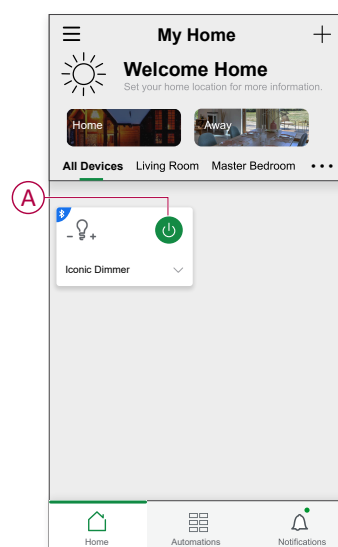 My Home
Welcome Home
Set your home location for more information.
Home Away
All Devices Living Room Master Bedroom
A
- +
Iconic Dimmer
Home Automations Notifications